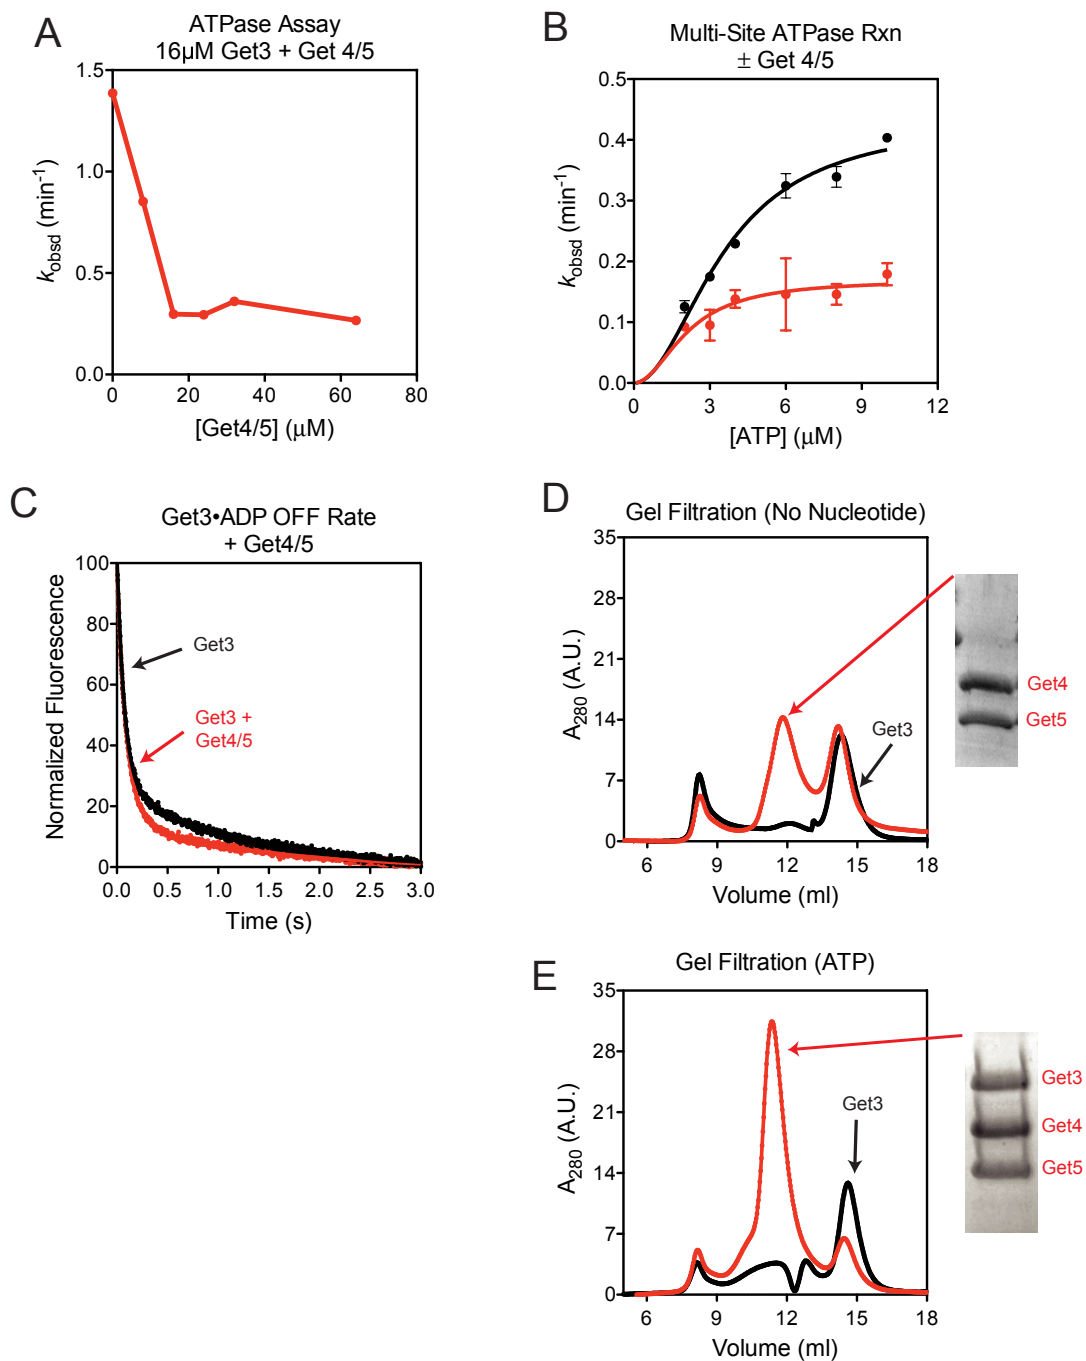 A
ATPase Assay
16μM Get3 + Get 4/5
1.5
1.0
0.5
0.0
0
20
40
60
80
kobsd (min-1)
[Get4/5] (μM)
B
Multi-Site ATPase Rxn
± Get 4/5
0.5
0.4
0.3
0.2
0.1
0.0
0
3
6
9
12
kobsd (min-1)
[ATP] (μM)
C
Get3•ADP OFF Rate
+ Get4/5
100
80
60
40
20
0
0.0
0.5
1.0
1.5
2.0
2.5
3.0
Normalized Fluorescence
Time (s)
Get3
Get3 +
Get4/5
D
Gel Filtration (No Nucleotide)
35
28
21
14
7
0
6
9
12
15
18
A280 (A.U.)
Volume (ml)
Get3
Get4
Get5
E
Gel Filtration (ATP)
35
28
21
14
7
0
6
9
12
15
18
A280 (A.U.)
Volume (ml)
Get3
Get3
Get4
Get5